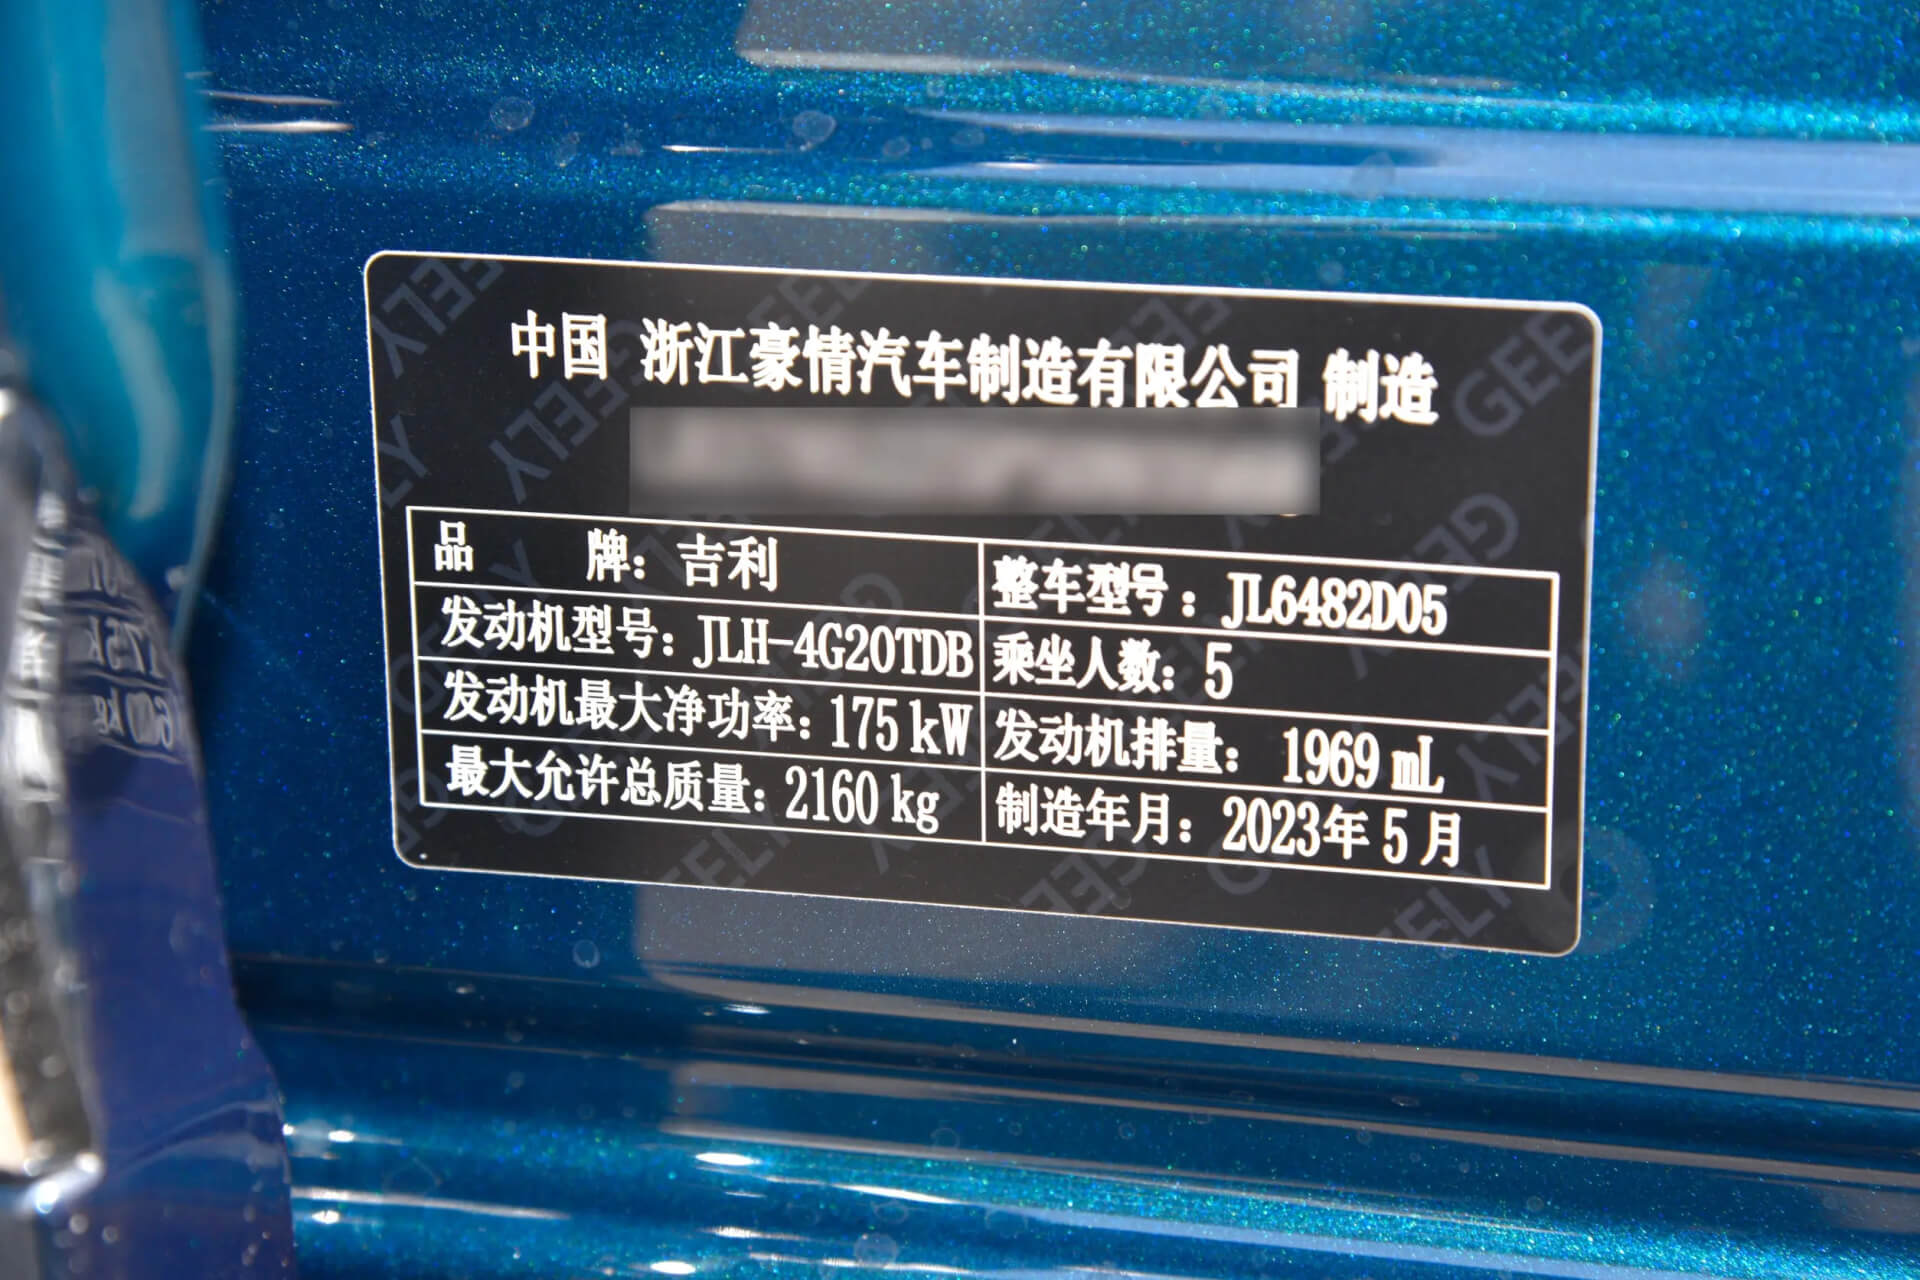 中国 浙江豪情汽车制造有限公司 制造
品 牌：吉利 整车型号：JL6482D05
发动机型号：JLH-4G20TDB 乘坐人数：5
发动机最大净功率：175 kW 发动机排量： 1969 mL
最大允许总质量：2160 kg 制造年月：2023年 5 月